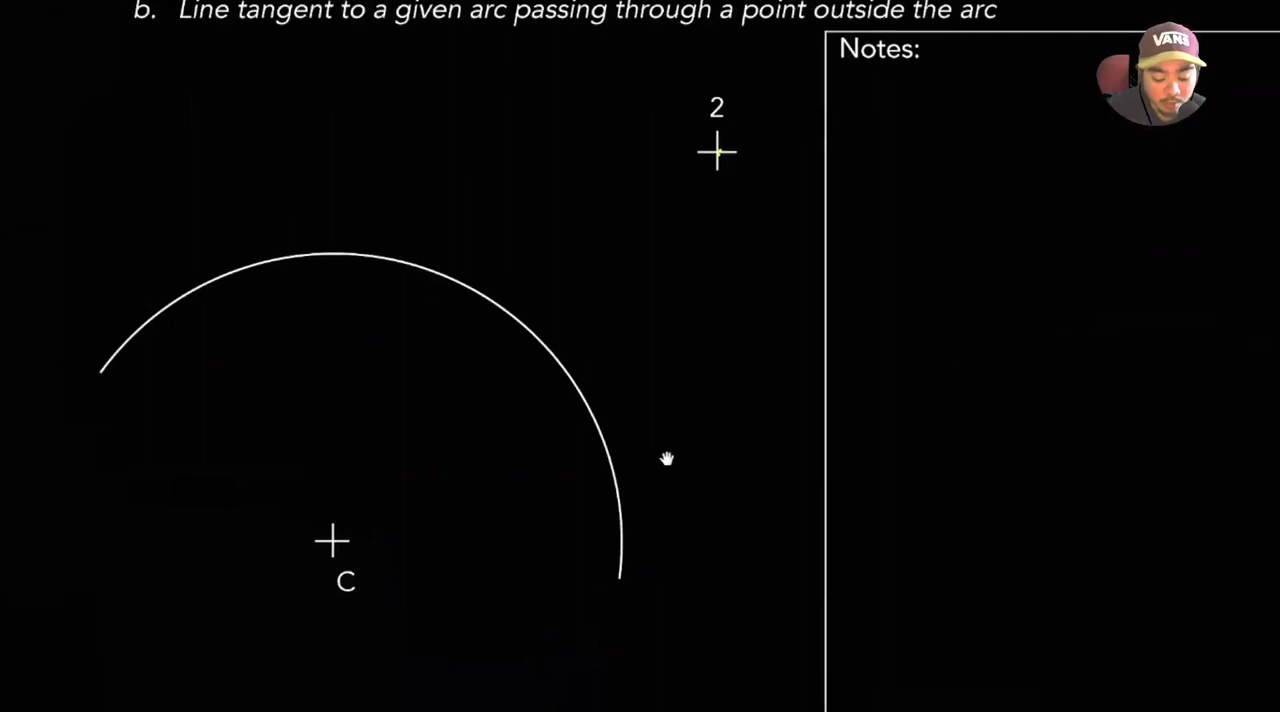 b. Line tangent to a given arc passing through a point outside the arc
Notes:
VANS
2
C